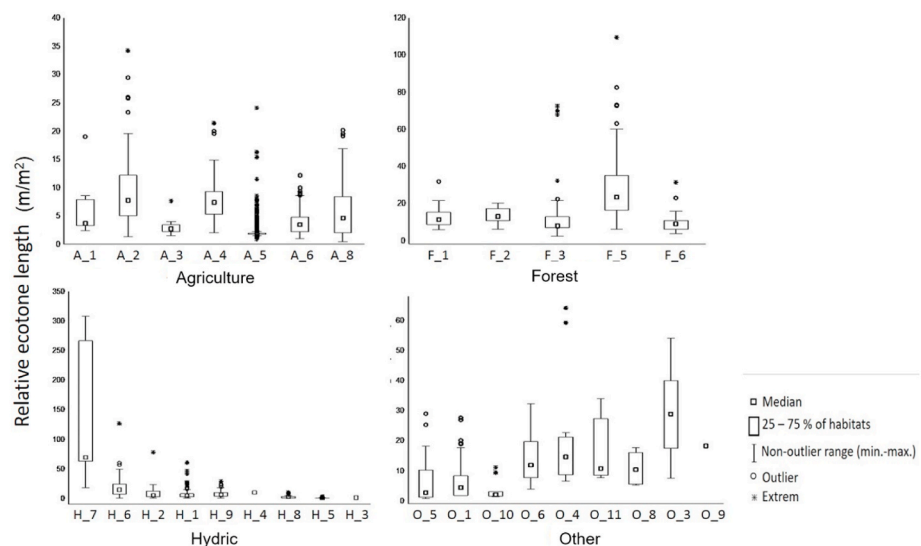 Relative ecotone length (m/m²)
40
35
30
25
20
15
10
5
0
A_1 A_2 A_3 A_4 A_5 A_6 A_8
Agriculture
120
100
80
60
40
20
0
F_1 F_2 F_3 F_5 F_6
Forest
350
300
250
200
150
100
50
0
H_7 H_6 H_2 H_1 H_9 H_4 H_8 H_5 H_3
Hydric
60
50
40
30
20
10
0
O_5 O_1 O_10 O_6 O_4 O_11 O_8 O_3 O_9
Other
Median
25 – 75 % of habitats
Non-outlier range (min.-max.)
Outlier
Extrem